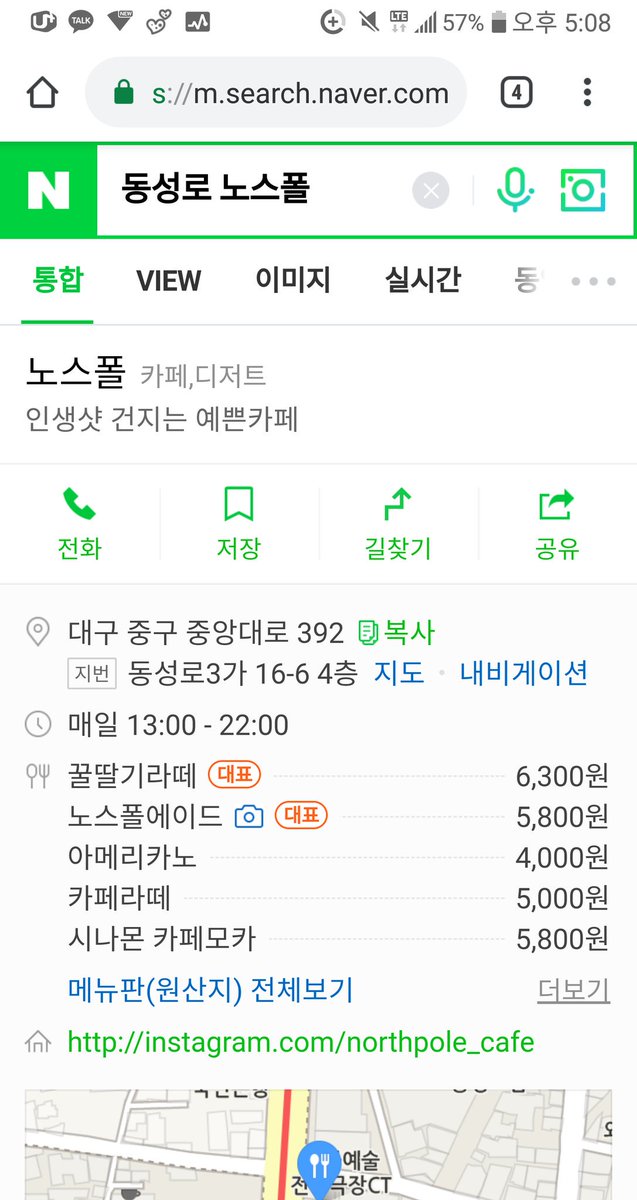 U+ TALK NEW LTE 57% 오후 5:08
s://m.search.naver.com 4
N 동성로 노스폴
통합 VIEW 이미지 실시간
노스폴 카페,디저트
인생샷 건지는 예쁜카페
전화 저장 길찾기 공유
대구 중구 중앙대로 392 복사
지번 동성로3가 16-6 4층 지도 · 내비게이션
매일 13:00 - 22:00
꿀딸기라떼 대표 6,300원
노스폴에이드 대표 5,800원
아메리카노 4,000원
카페라떼 5,000원
시나몬 카페모카 5,800원
메뉴판(원산지) 전체보기 더보기
http://instagram.com/northpole_cafe
예술
극장CT